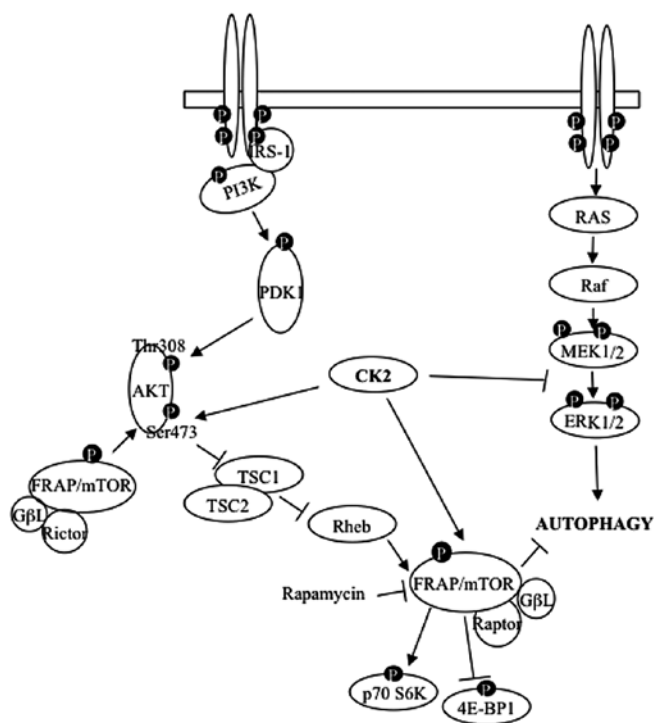 P
P
P
P
IRS-1
P
PI3K
P
P
P
P
RAS
P
PDK1
Raf
P
P
MEK1/2
Thr308
P
AKT
P
Ser473
CK2
P
P
ERK1/2
P
FRAP/mTOR
GβL
Rictor
TSC1
TSC2
Rheb
AUTOPHAGY
P
FRAP/mTOR
Rapamycin
GβL
Raptor
P
p70 S6K
P
4E-BP1